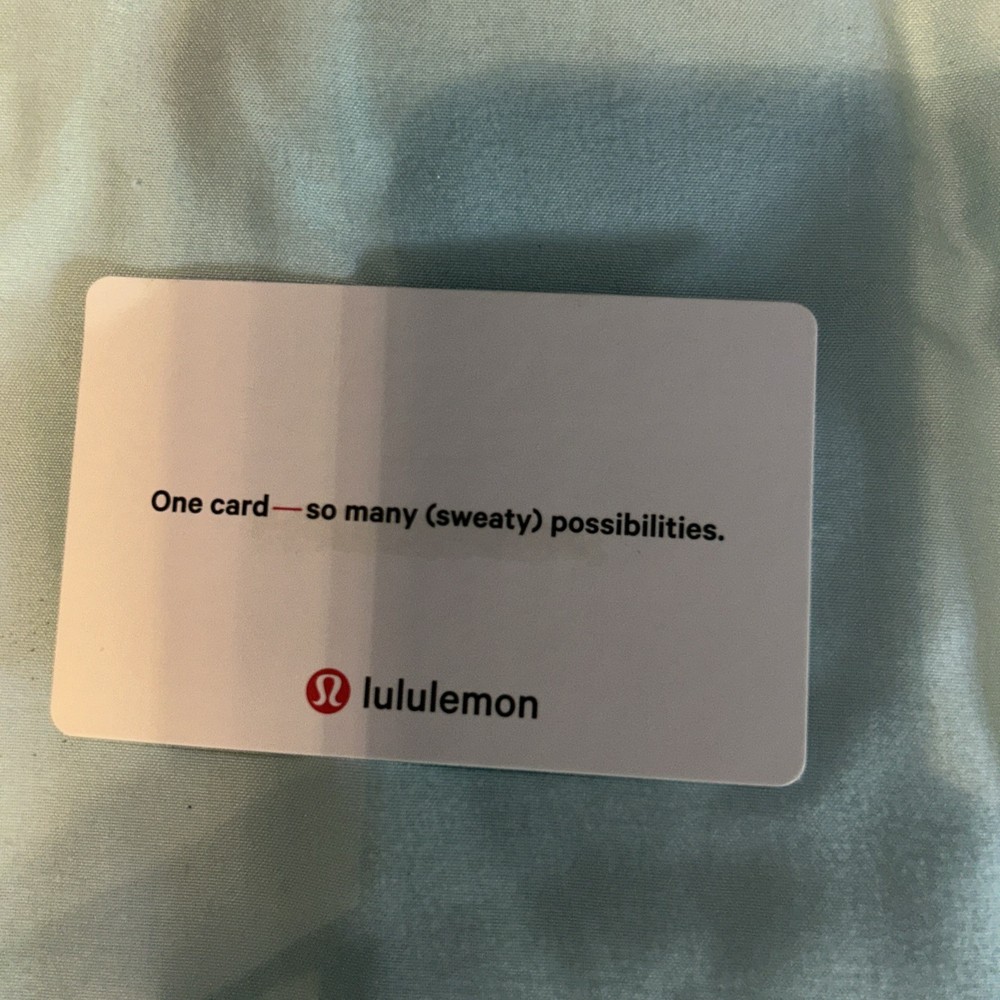 One card—so many (sweaty) possibilities.
lululemon